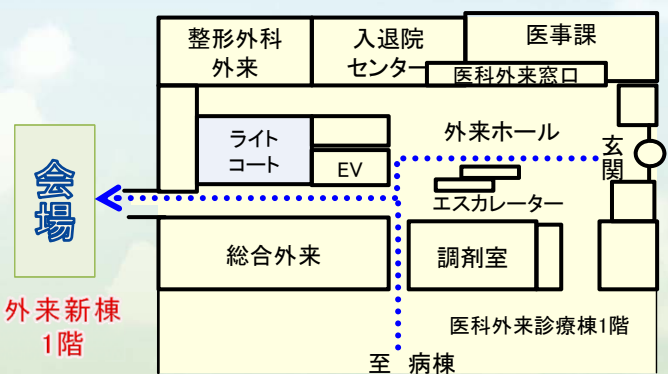 整形外科
外来
入退院
センター
医事課
医科外来窓口
ライト
コート
EV
外来ホール
玄
関
エスカレーター
会
場
総合外来
調剤室
外来新棟
1階
医科外来診療棟1階
至 病棟